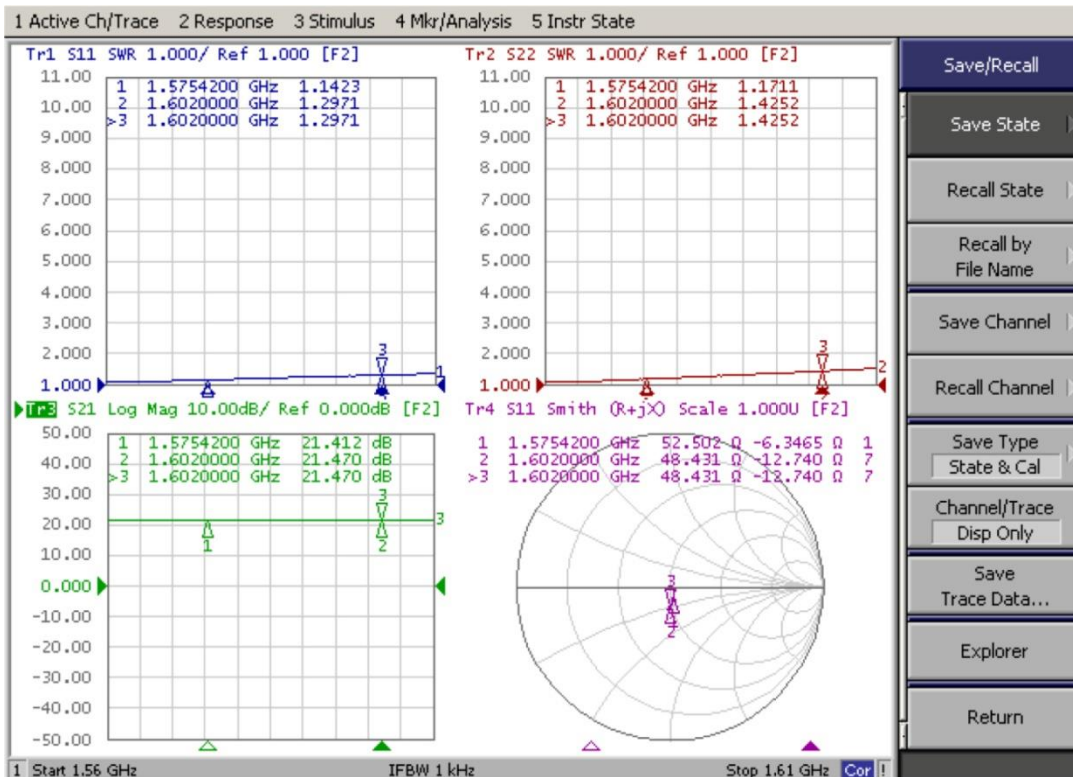 1 Active Ch/Trace 2 Response 3 Stimulus 4 Mkr/Analysis 5 Instr State
Tr1 S11 SWR 1.000/ Ref 1.000 [F2]
11.00
10.00
9.000
8.000
7.000
6.000
5.000
4.000
3.000
2.000
1.000
1 1.5754200 GHz 1.1423
2 1.6020000 GHz 1.2971
>3 1.6020000 GHz 1.2971
3
1
Tr2 S22 SWR 1.000/ Ref 1.000 [F2]
11.00
10.00
9.000
8.000
7.000
6.000
5.000
4.000
3.000
2.000
1.000
1 1.5754200 GHz 1.1711
2 1.6020000 GHz 1.4252
>3 1.6020000 GHz 1.4252
3
2
Tr3 S21 Log Mag 10.00dB/ Ref 0.000dB [F2]
50.00
40.00
30.00
20.00
10.00
0.000
-10.00
-20.00
-30.00
-40.00
-50.00
1 1.5754200 GHz 21.412 dB
2 1.6020000 GHz 21.470 dB
>3 1.6020000 GHz 21.470 dB
3
3
1
2
Tr4 S11 Smith (R+jX) Scale 1.000U [F2]
1 1.5754200 GHz 52.502 Ω -6.3465 Ω 1
2 1.6020000 GHz 48.431 Ω -12.740 Ω 7
>3 1.6020000 GHz 48.431 Ω -12.740 Ω 7
3
2
1 Start 1.56 GHz IFBW 1 kHz Stop 1.61 GHz Cor !
Save/Recall
Save State
Recall State
Recall by
File Name
Save Channel
Recall Channel
Save Type
State & Cal
Channel/Trace
Disp Only
Save
Trace Data...
Explorer
Return